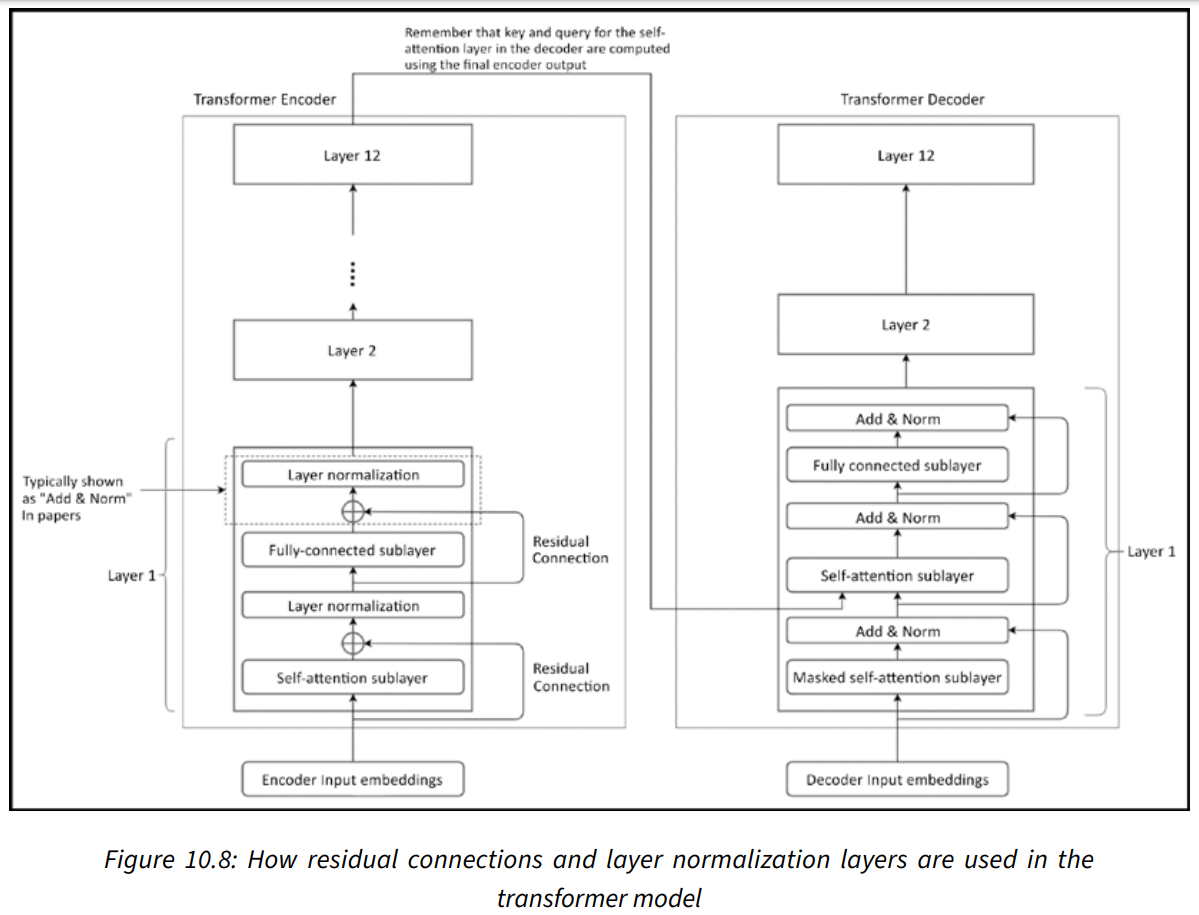 Remember that key and query for the self-
attention layer in the decoder are computed
using the final encoder output
Transformer Encoder
Layer 12
Layer 2
Layer normalization
Typically shown
as "Add & Norm"
In papers
Fully-connected sublayer
Residual
Connection
Layer 1
Layer normalization
Self-attention sublayer
Residual
Connection
Encoder Input embeddings
Transformer Decoder
Layer 12
Layer 2
Add & Norm
Fully connected sublayer
Add & Norm
Layer 1
Self-attention sublayer
Add & Norm
Masked self-attention sublayer
Decoder Input embeddings
Figure 10.8: How residual connections and layer normalization layers are used in the
transformer model